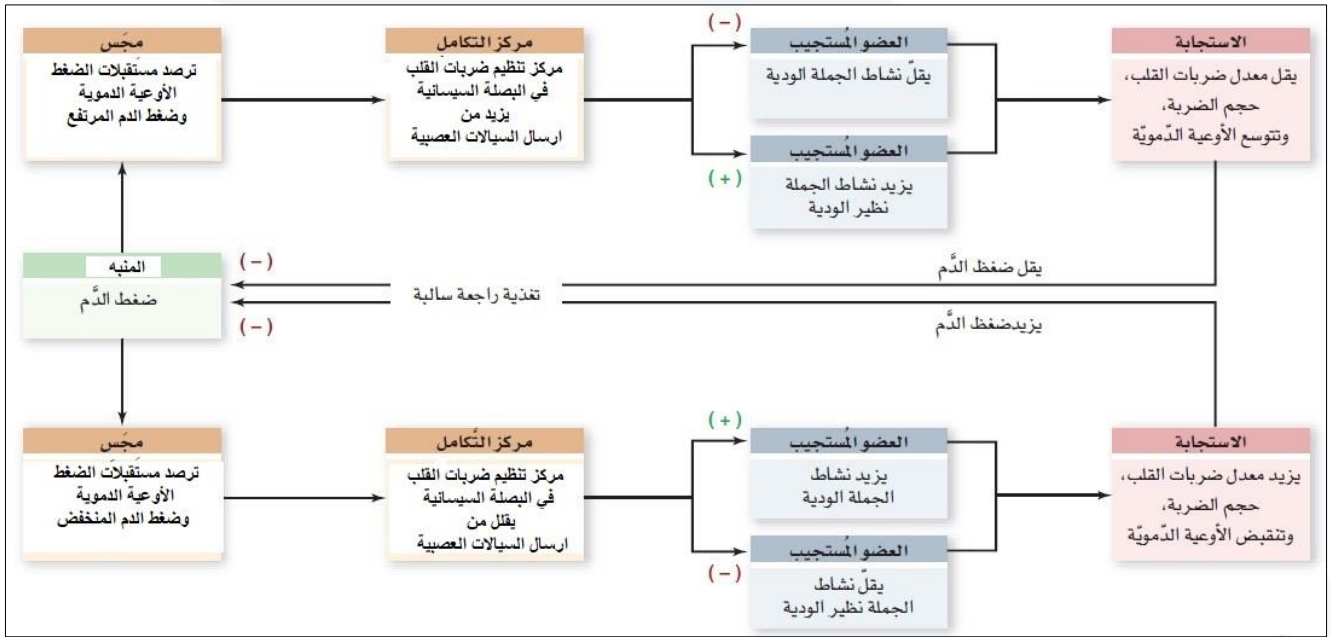 مجَس
ترصد مستقبلات الضغط
الأوعية الدموية
وضغط الدم المرتفع
مركز التكامل
مركز تنظيم ضربات القلب
في البصلة السيسائية
يزيد من
ارسال السيالات العصبية
(−)
العضو المُستجيب
يقلّ نشاط الجملة الودية
العضو المُستجيب
(+)
يزيد نشاط الجملة
نظير الودية
الاستجابة
يقل معدل ضربات القلب،
حجم الضربة،
وتتوسع الأوعية الدّمويّة
المنبه
ضغط الدَّم
(−)
(−)
تغذية راجعة سالبة
يقل ضغط الدَّم
يزيدضغط الدَّم
مجَس
ترصد مستقبلات الضغط
الأوعية الدموية
وضغط الدم المنخفض
مركز التَّكامل
مركز تنظيم ضربات القلب
في البصلة السيسائية
يقلل من
ارسال السيالات العصبية
(+)
العضو المُستجيب
يزيد نشاط
الجملة الودية
العضو المُستجيب
(−)
يقلّ نشاط
الجملة نظير الودية
الاستجابة
يزيد معدل ضربات القلب،
حجم الضربة،
وتنقبض الأوعية الدّمويّة